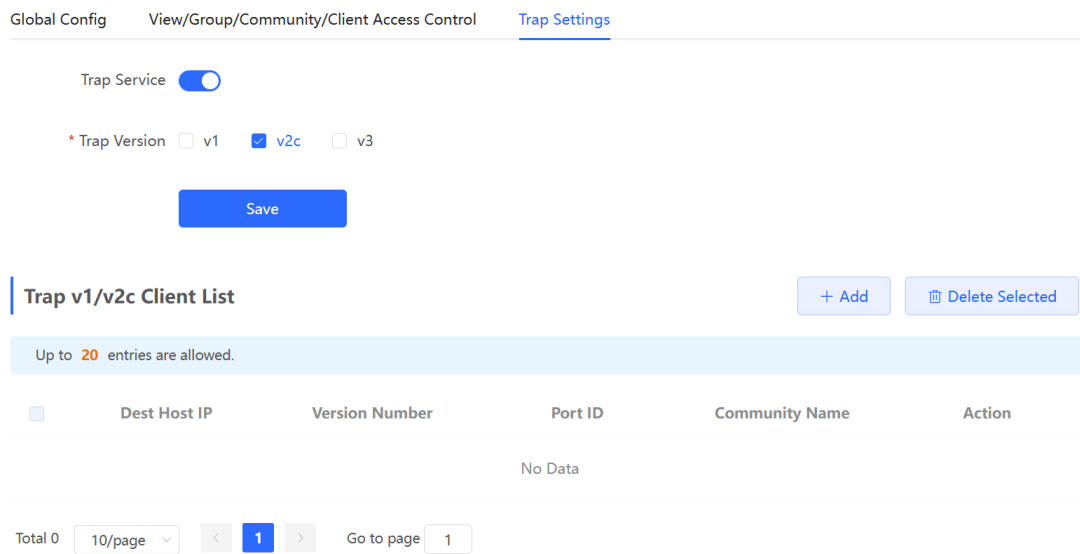 Global Config View/Group/Community/Client Access Control Trap Settings
Trap Service
* Trap Version v1 v2c v3
Save
Trap v1/v2c Client List + Add Delete Selected
Up to 20 entries are allowed.
Dest Host IP Version Number Port ID Community Name Action
No Data
Total 0 10/page < 1 > Go to page 1